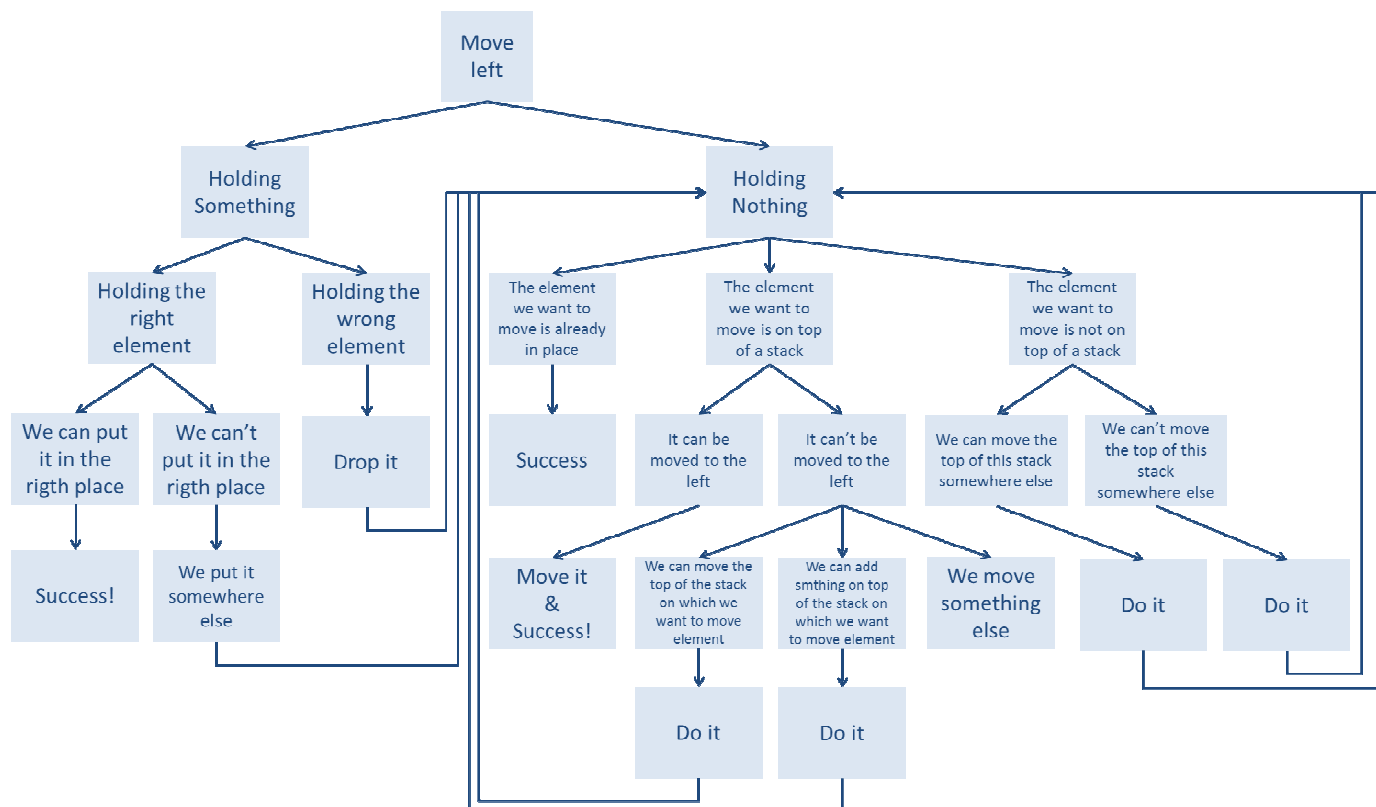 Move
left
Holding
Something
Holding
Nothing
Holding the
right
element
Holding the
wrong
element
The element
we want to
move is already
in place
The element
we want to
move is on top
of a stack
The element
we want to
move is not on
top of a stack
We can put
it in the
rigth place
We can't
put it in the
rigth place
Drop it
Success
It can be
moved to the
left
It can't be
moved to the
left
We can move the
top of this stack
somewhere else
We can't move
the top of this
stack
somewhere else
Success!
We put it
somewhere
else
Move it
&
Success!
We can move the
top of the stack
on which we
want to move
element
We can add
smthing on top
of the stack on
which we want
to move element
We move
something
else
Do it
Do it
Do it
Do it